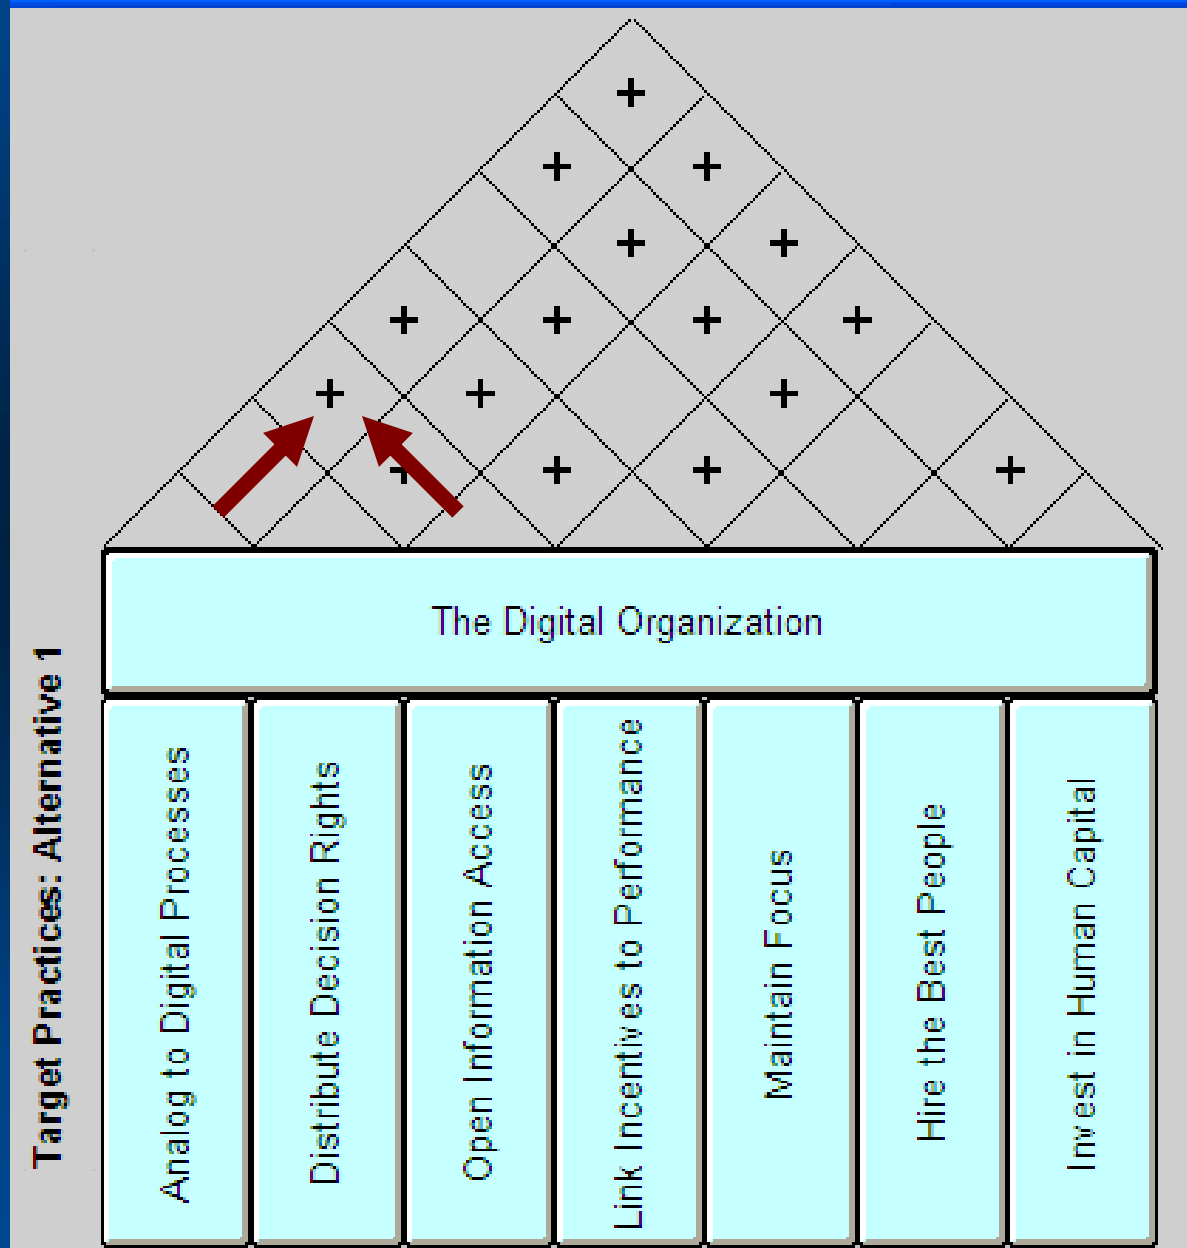 +
+ +
+ +
+ + + +
+ + +
+ + + +
The Digital Organization
Target Practices: Alternative 1
Analog to Digital Processes
Distribute Decision Rights
Open Information Access
Link Incentives to Performance
Maintain Focus
Hire the Best People
Invest in Human Capital